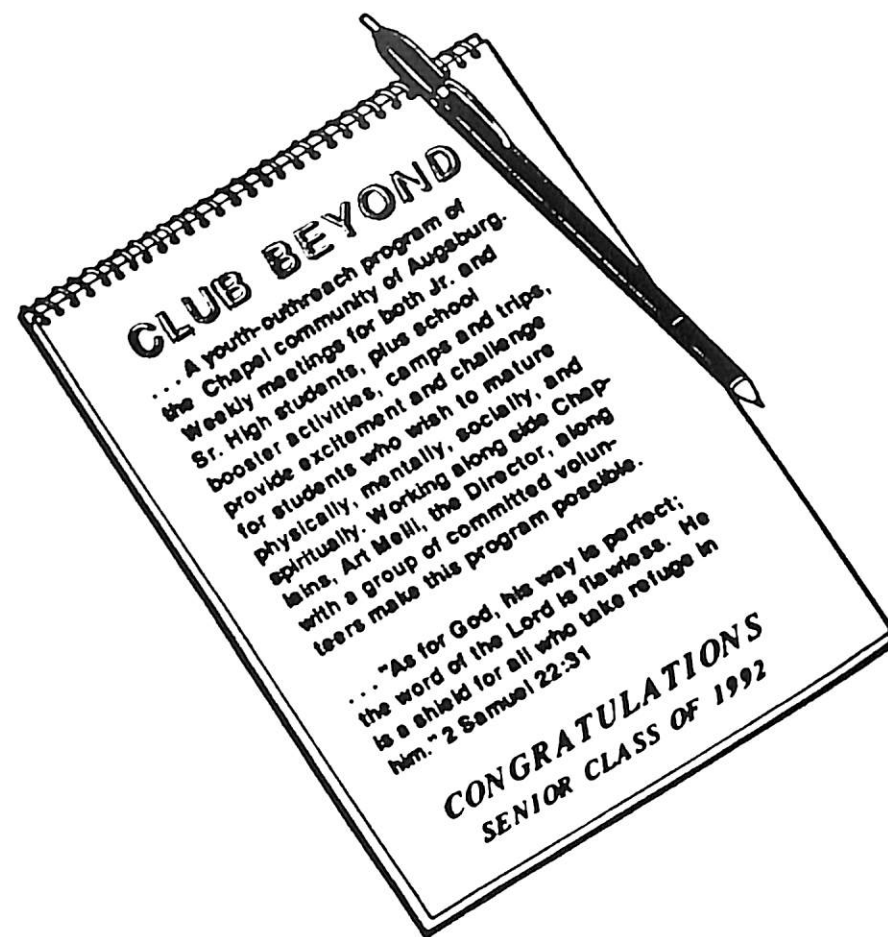 CLUB BEYOND
...A youth-outhreach program of
the Chapel community of Augsburg.
Weekly meetings for both Jr. and
Sr. High students, plus school
booster activities, camps and trips,
provide excitement and challenge
for students who wish to mature
physically, mentally, socially, and
spiritually. Working along side Chap-
lains, Art Melli, the Director, along
with a group of committed volun-
teers make this program possible.
..."As for God, his way is perfect;
the word of the Lord is flawless. He
is a shield for all who take refuge in
him." 2 Samuel 22:31
CONGRATULATIONS
SENIOR CLASS OF 1992